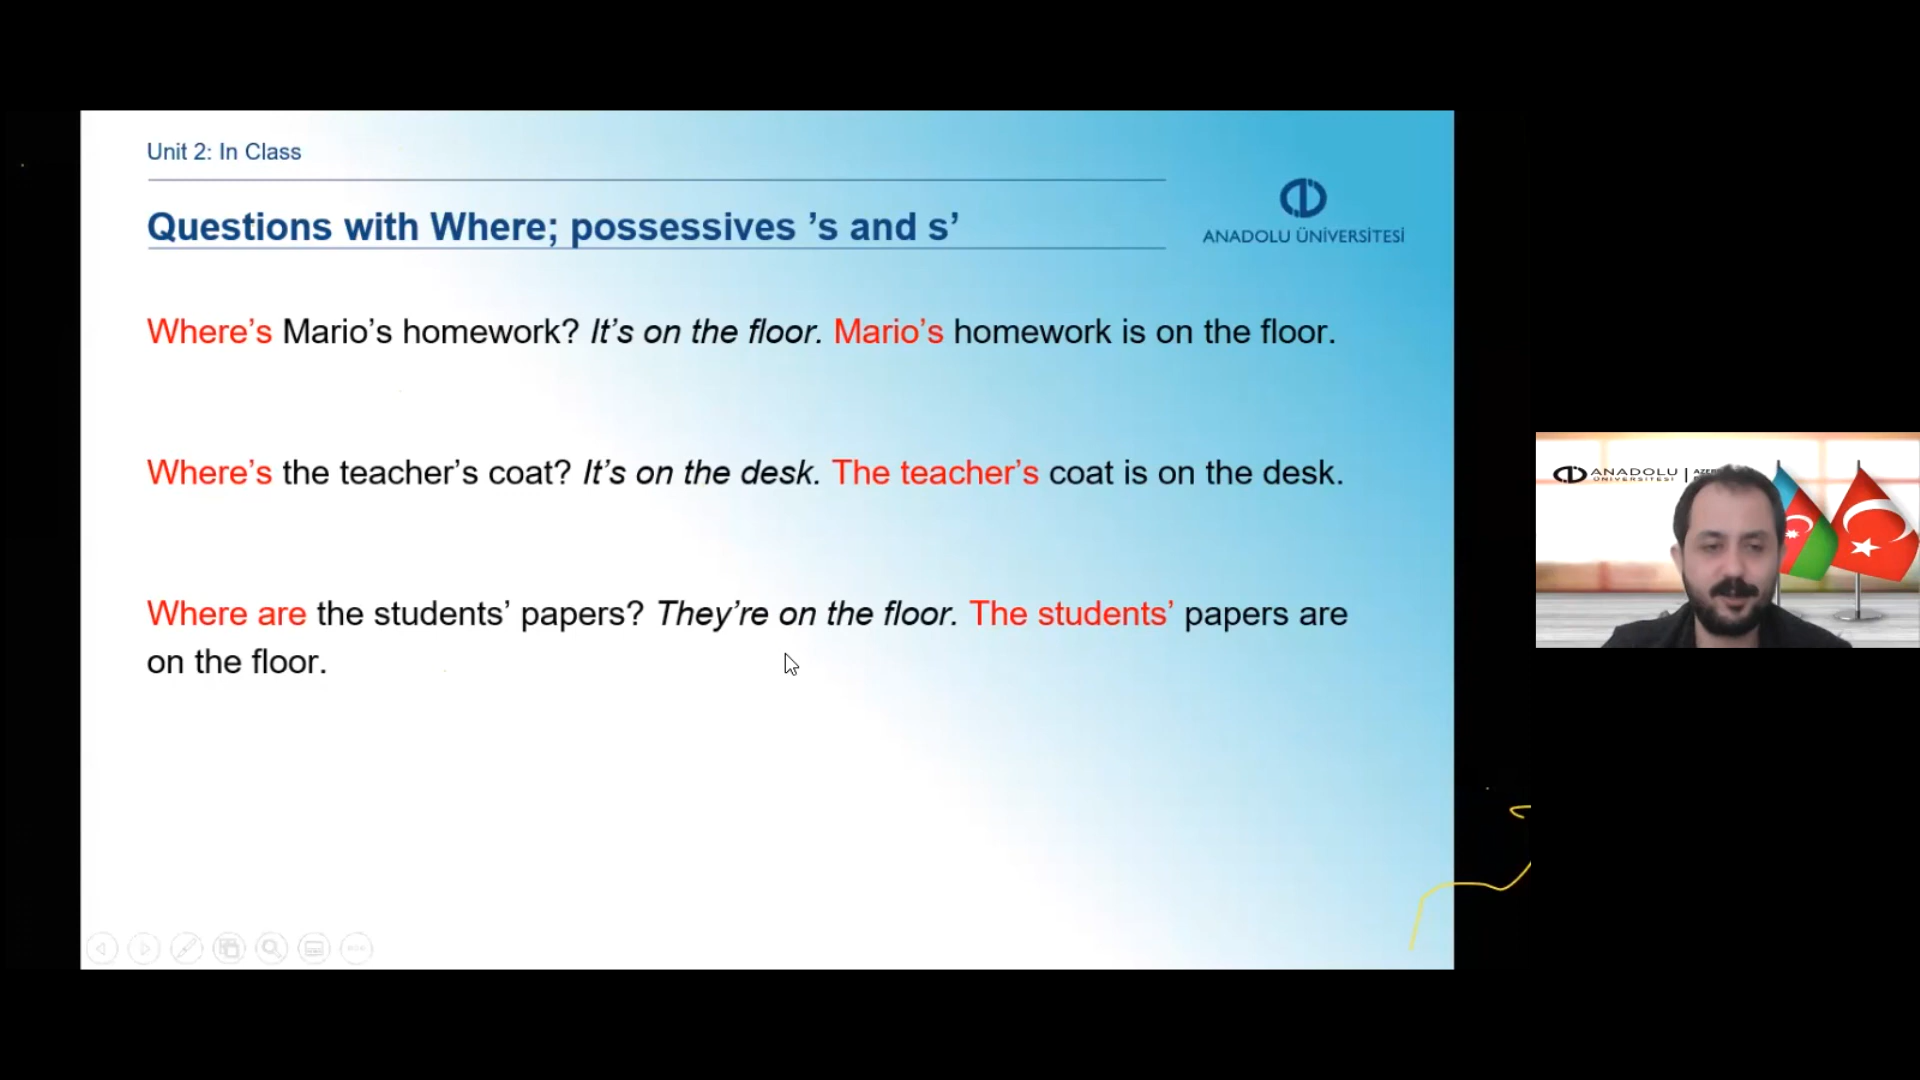 Unit 2: In Class
Questions with Where; possessives ’s and s’
ANADOLU ÜNİVERSİTESİ
Where’s Mario’s homework? It’s on the floor. Mario’s homework is on the floor.
Where’s the teacher’s coat? It’s on the desk. The teacher’s coat is on the desk.
Where are the students’ papers? They’re on the floor. The students’ papers are
on the floor.
ANADOLU
ÜNİVERSİTESİ